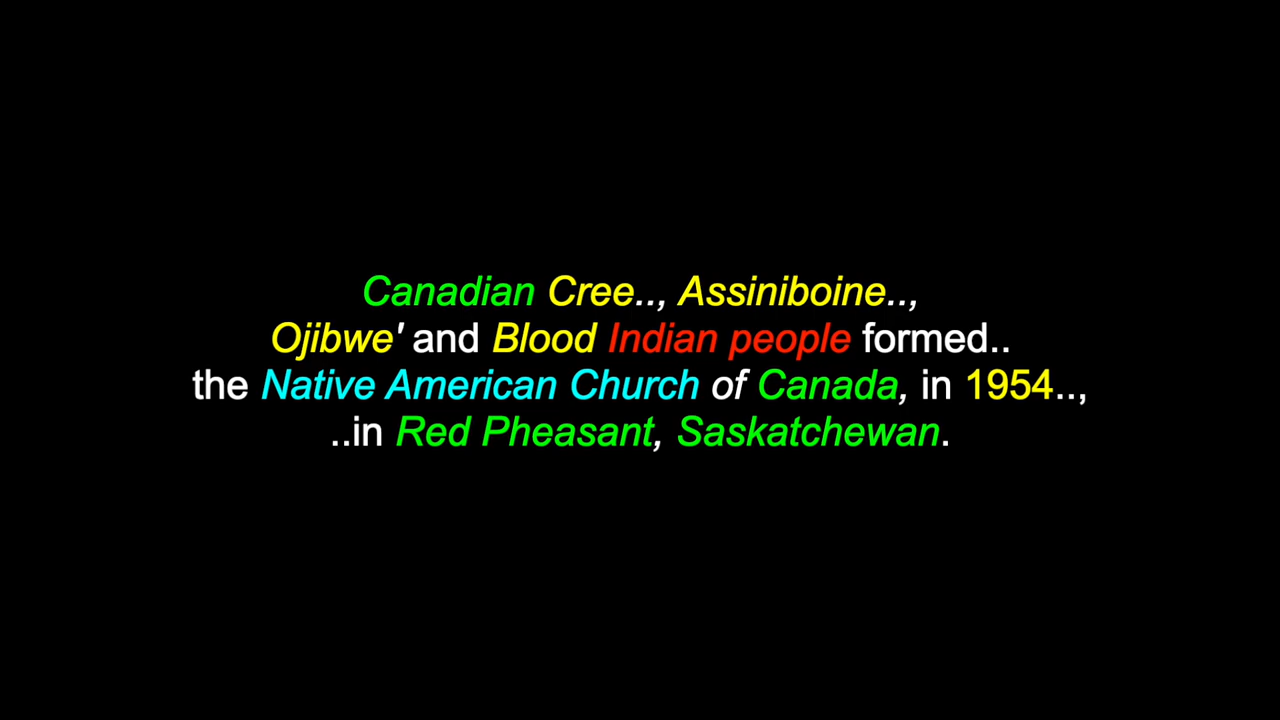 Canadian Cree.., Assiniboine..,
Ojibwe' and Blood Indian people formed..
the Native American Church of Canada, in 1954..,
..in Red Pheasant, Saskatchewan.